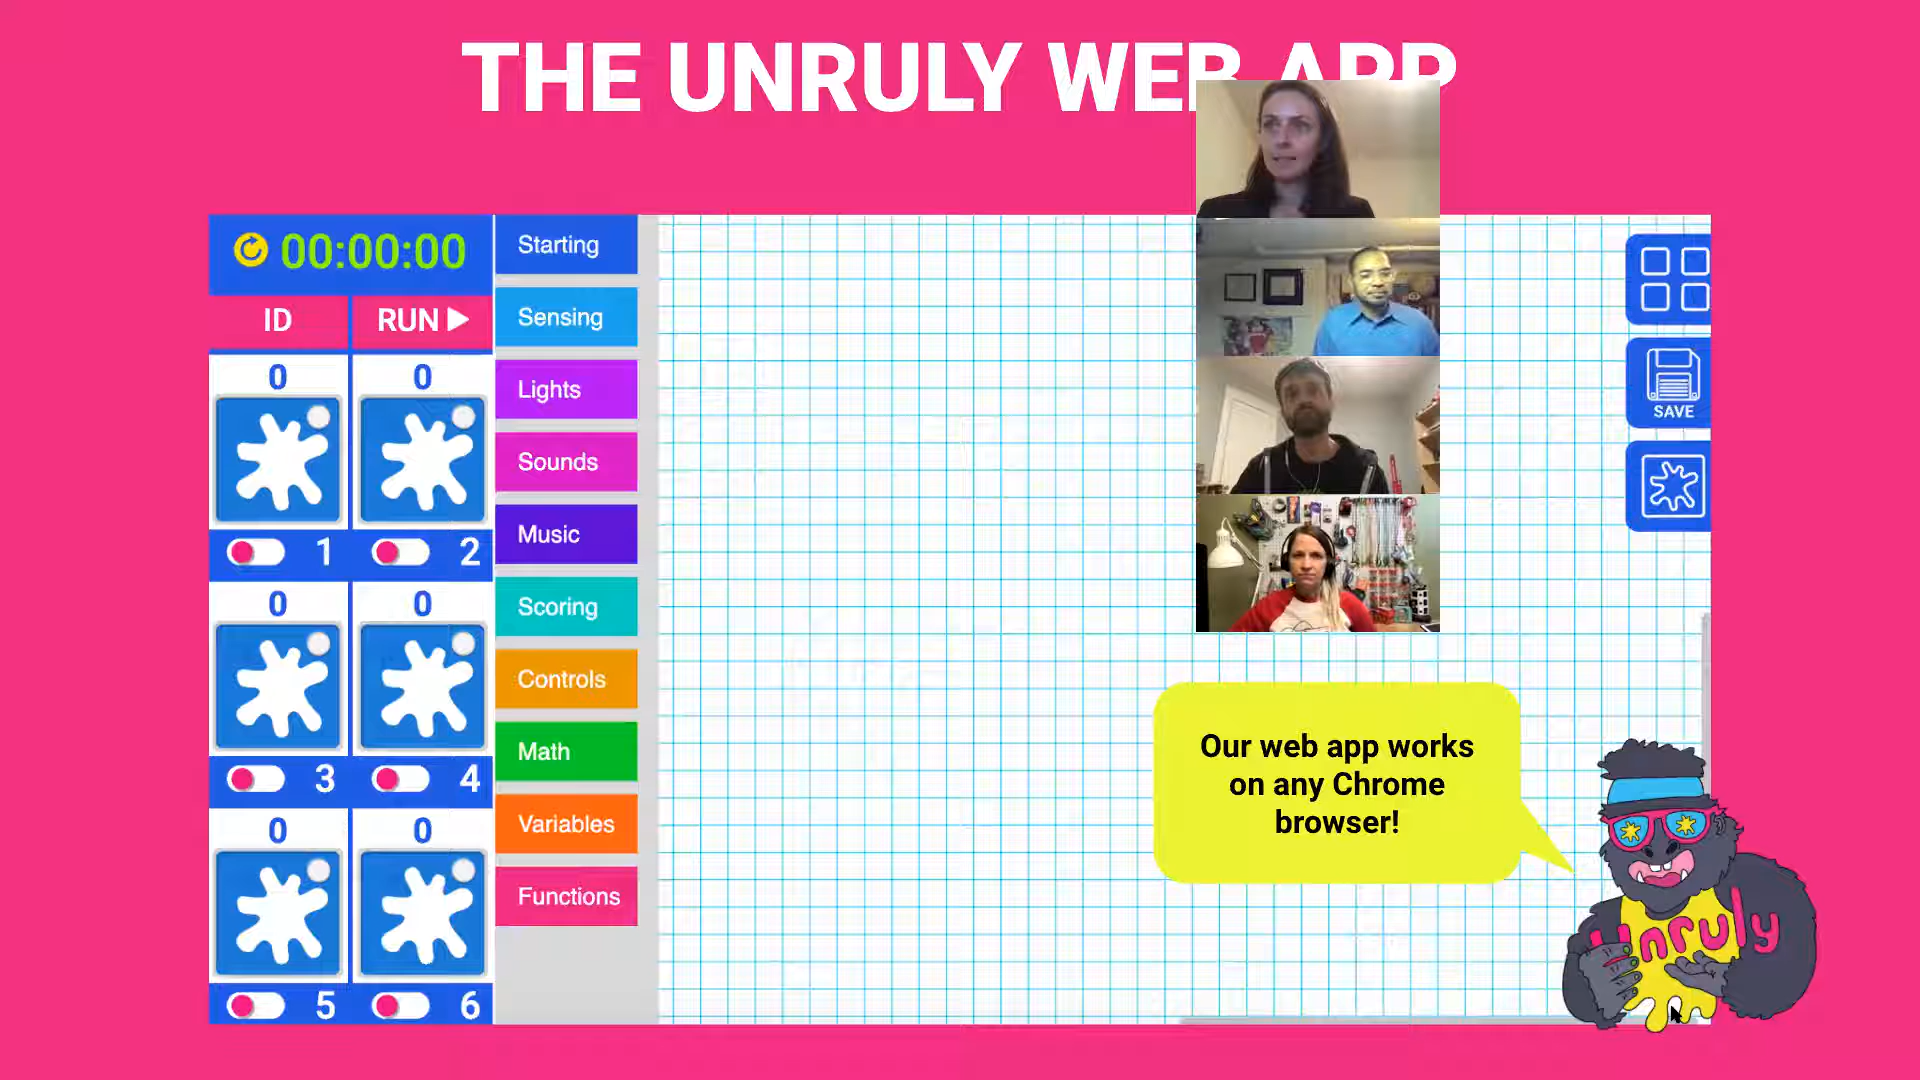 THE UNRULY WEB APP
00:00:00
ID
RUN
0
0
1
2
0
0
3
4
0
0
5
6
Starting
Sensing
Lights
Sounds
Music
Scoring
Controls
Math
Variables
Functions
SAVE
Our web app works
on any Chrome
browser!
Unruly